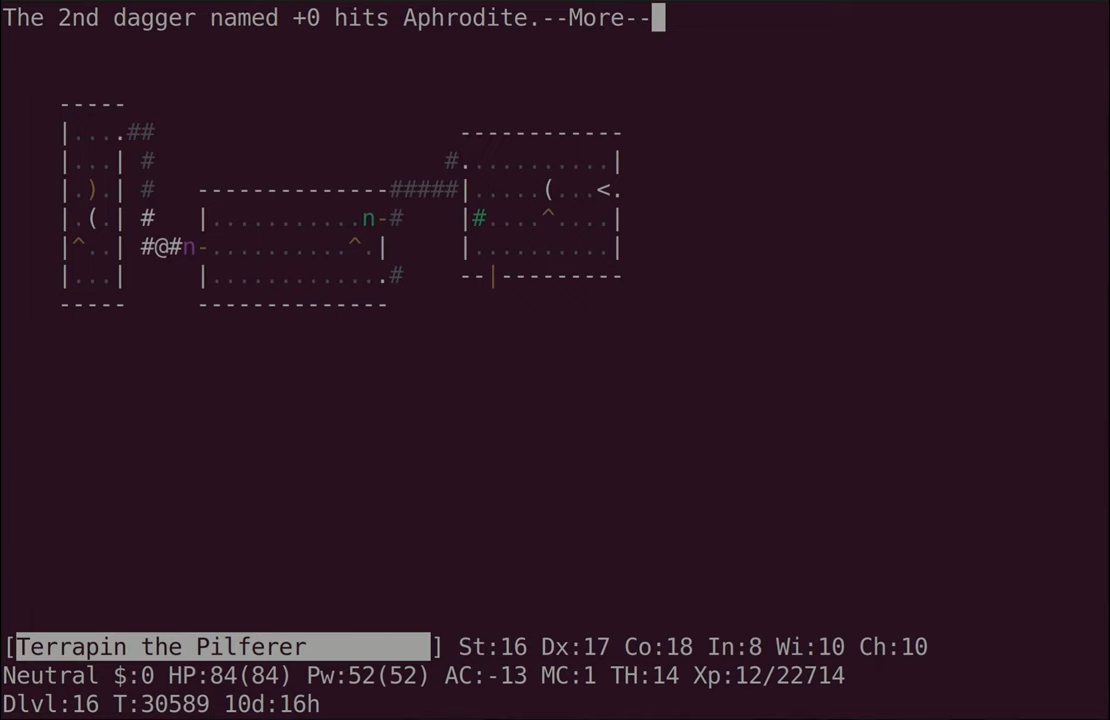 The 2nd dagger named +0 hits Aphrodite.--More--
-----
|....## ------------
|...| # #..........|
|.).| # --------------#####|.....(...<.
|.(.| # |..........n-# |#....^....|
|^..| #@#n-..........^.| |..........|
|...| |.............# --|---------
----- --------------
[Terrapin the Pilferer ] St:16 Dx:17 Co:18 In:8 Wi:10 Ch:10
Neutral $:0 HP:84(84) Pw:52(52) AC:-13 MC:1 TH:14 Xp:12/22714
Dlvl:16 T:30589 10d:16h